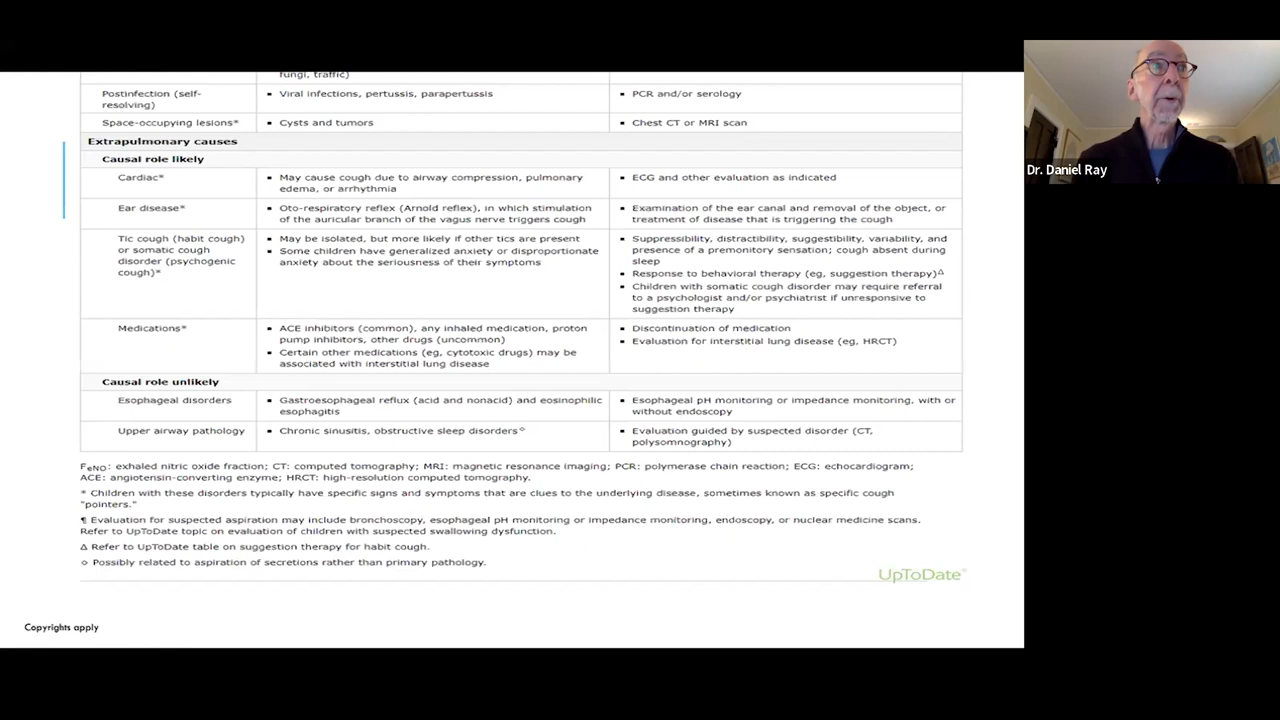 fungi, traffic)
Postinfection (self-
resolving)
▪ Viral infections, pertussis, parapertussis
▪ PCR and/or serology
Space-occupying lesions*
▪ Cysts and tumors
▪ Chest CT or MRI scan
Extrapulmonary causes
Causal role likely
Cardiac*
▪ May cause cough due to airway compression, pulmonary
edema, or arrhythmia
▪ ECG and other evaluation as indicated
Ear disease*
▪ Oto-respiratory reflex (Arnold reflex), in which stimulation
of the auricular branch of the vagus nerve triggers cough
▪ Examination of the ear canal and removal of the object, or
treatment of disease that is triggering the cough
Tic cough (habit cough)
or somatic cough
disorder (psychogenic
cough)*
▪ May be isolated, but more likely if other tics are present
▪ Some children have generalized anxiety or disproportionate
anxiety about the seriousness of their symptoms
▪ Suppressibility, distractibility, suggestibility, variability, and
presence of a premonitory sensation; cough absent during
sleep
▪ Response to behavioral therapy (eg, suggestion therapy)Δ
▪ Children with somatic cough disorder may require referral
to a psychologist and/or psychiatrist if unresponsive to
suggestion therapy
Medications*
▪ ACE inhibitors (common), any inhaled medication, proton
pump inhibitors, other drugs (uncommon)
▪ Certain other medications (eg, cytotoxic drugs) may be
associated with interstitial lung disease
▪ Discontinuation of medication
▪ Evaluation for interstitial lung disease (eg, HRCT)
Causal role unlikely
Esophageal disorders
▪ Gastroesophageal reflux (acid and nonacid) and eosinophilic
esophagitis
▪ Esophageal pH monitoring or impedance monitoring, with or
without endoscopy
Upper airway pathology
▪ Chronic sinusitis, obstructive sleep disorders◇
▪ Evaluation guided by suspected disorder (CT,
polysomnography)
FeNO: exhaled nitric oxide fraction; CT: computed tomography; MRI: magnetic resonance imaging; PCR: polymerase chain reaction; ECG: echocardiogram;
ACE: angiotensin-converting enzyme; HRCT: high-resolution computed tomography.
* Children with these disorders typically have specific signs and symptoms that are clues to the underlying disease, sometimes known as specific cough
"pointers."
¶ Evaluation for suspected aspiration may include bronchoscopy, esophageal pH monitoring or impedance monitoring, endoscopy, or nuclear medicine scans.
Refer to UpToDate topic on evaluation of children with suspected swallowing dysfunction.
Δ Refer to UpToDate table on suggestion therapy for habit cough.
◇ Possibly related to aspiration of secretions rather than primary pathology.
UpToDate®
Copyrights apply
Dr. Daniel Ray